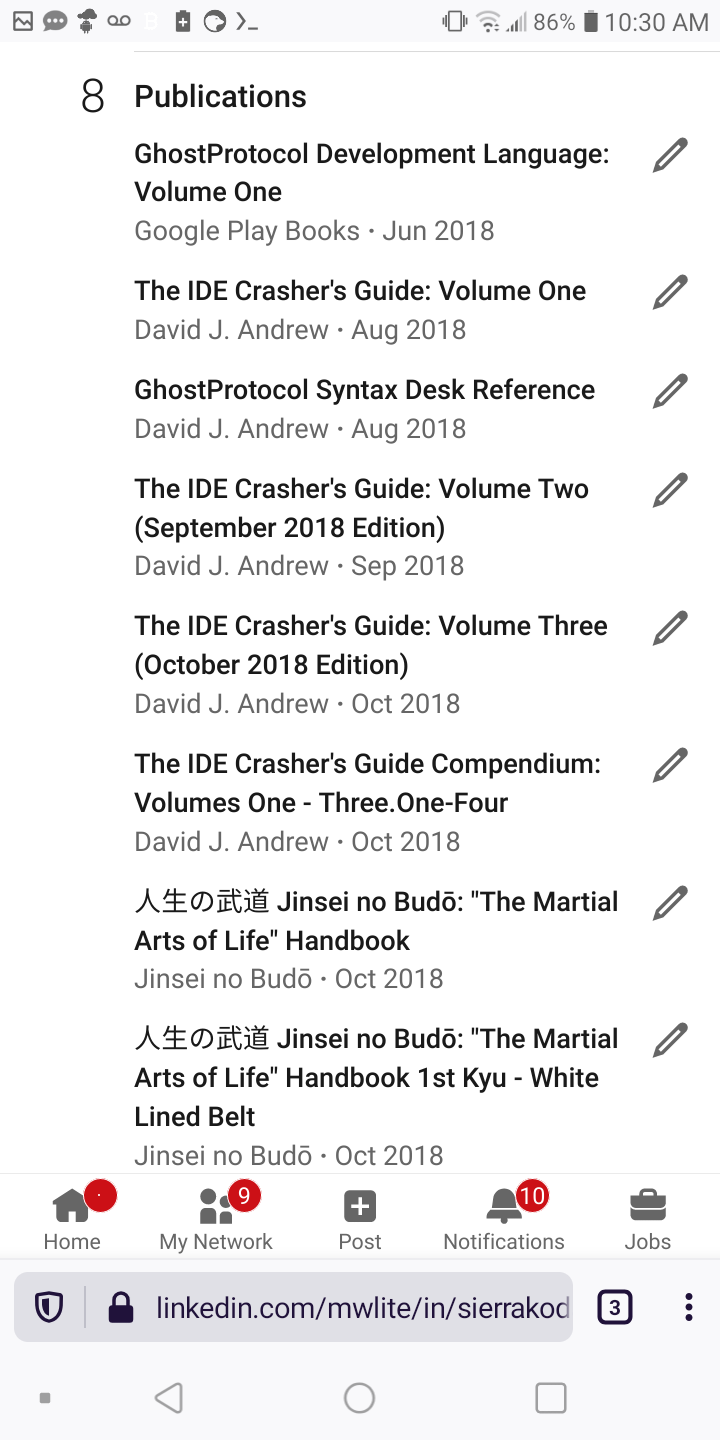 86% 10:30 AM
8 Publications
GhostProtocol Development Language:
Volume One
Google Play Books · Jun 2018
The IDE Crasher's Guide: Volume One
David J. Andrew · Aug 2018
GhostProtocol Syntax Desk Reference
David J. Andrew · Aug 2018
The IDE Crasher's Guide: Volume Two
(September 2018 Edition)
David J. Andrew · Sep 2018
The IDE Crasher's Guide: Volume Three
(October 2018 Edition)
David J. Andrew · Oct 2018
The IDE Crasher's Guide Compendium:
Volumes One - Three.One-Four
David J. Andrew · Oct 2018
人生の武道 Jinsei no Budō: "The Martial
Arts of Life" Handbook
Jinsei no Budō · Oct 2018
人生の武道 Jinsei no Budō: "The Martial
Arts of Life" Handbook 1st Kyu - White
Lined Belt
Jinsei no Budō · Oct 2018
9 10
Home My Network Post Notifications Jobs
linkedin.com/mwlite/in/sierrakod 3